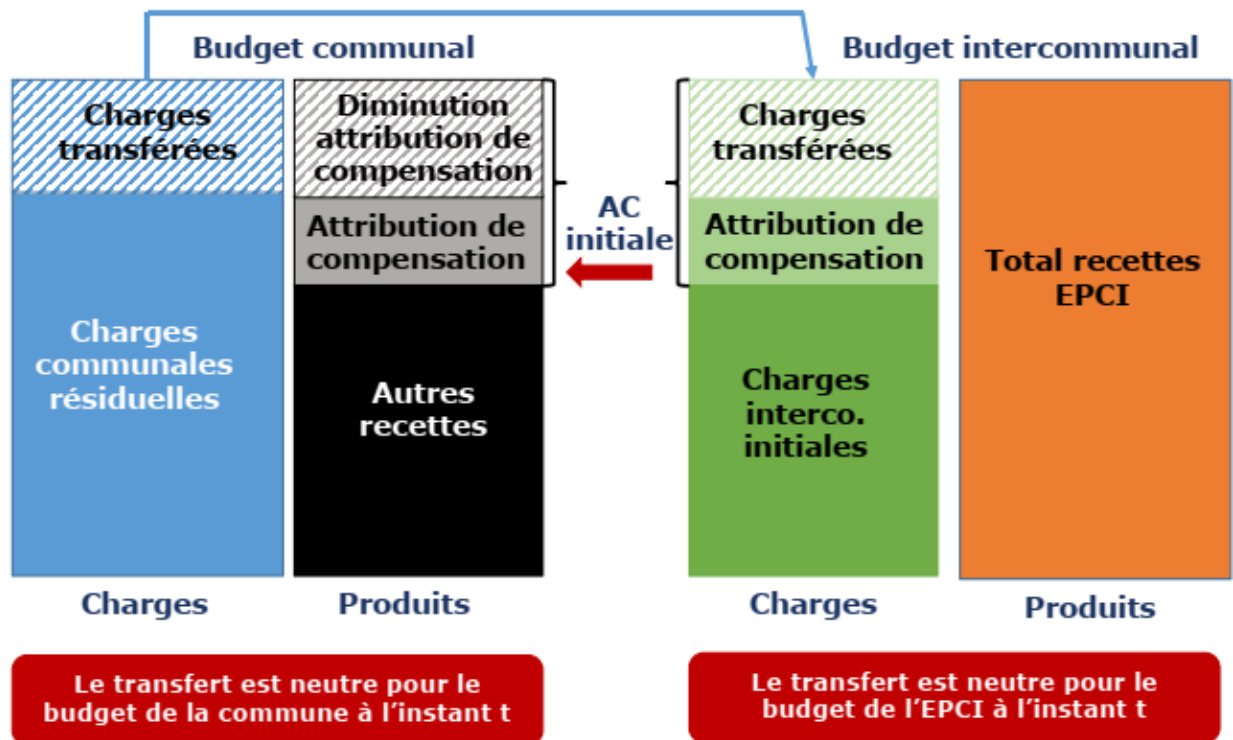 Budget communal
Budget intercommunal
Charges
transférées
Diminution
attribution de
compensation
Charges
transférées
AC
initiale
Attribution de
compensation
Attribution de
compensation
Total recettes
EPCI
Charges
communales
résiduelles
Autres
recettes
Charges
interco.
initiales
Charges
Produits
Charges
Produits
Le transfert est neutre pour le
budget de la commune à l’instant t
Le transfert est neutre pour le
budget de l’EPCI à l’instant t